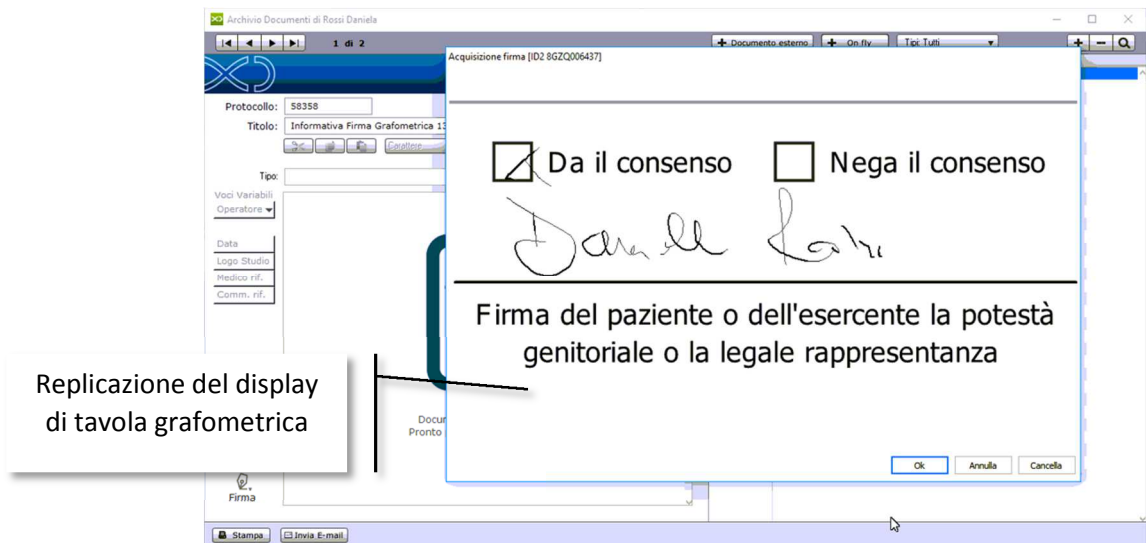 Archivio Documenti di Rossi Daniela
1 di 2
+ Documento esterno
+ On fly
Tipi: Tutti
Acquisizione firma [ID2 8GZQ006437]
Protocollo: 58358
Titolo: Informativa Firma Grafometrica 13
Carattere
Tipo:
Voci Variabili
Operatore
Data
Logo Studio
Medico rif.
Comm. rif.
Da il consenso
Nega il consenso
Firma del paziente o dell'esercente la potestà
genitoriale o la legale rappresentanza
Replicazione del display
di tavola grafometrica
Docum
Pronto
Ok
Annulla
Cancella
Firma
Stampa
Invia E-mail